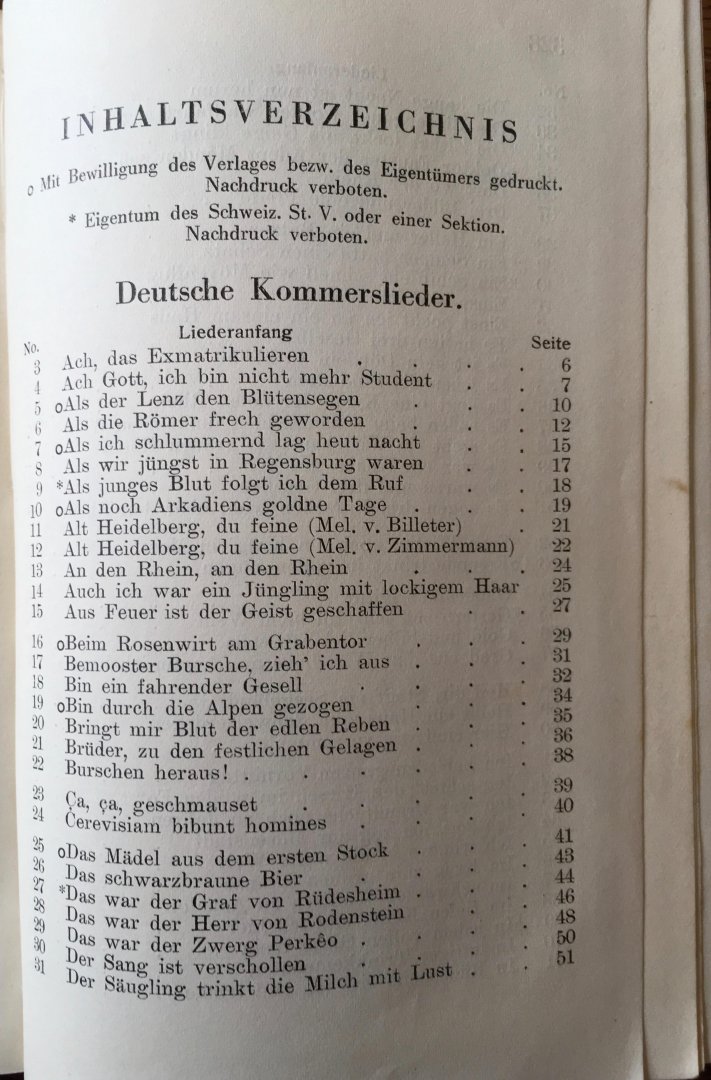 INHALTSVERZEICHNIS
o Mit Bewilligung des Verlages bezw. des Eigentümers gedruckt.
Nachdruck verboten.
* Eigentum des Schweiz. St. V. oder einer Sektion.
Nachdruck verboten.
Deutsche Kommerslieder.
No. Liederanfang Seite
3 Ach, das Exmatrikulieren . . . . 6
4 Ach Gott, ich bin nicht mehr Student . . 7
5 oAls der Lenz den Blütensegen . . . 10
6 Als die Römer frech geworden . . . 12
7 oAls ich schlummernd lag heut nacht . . 15
8 Als wir jüngst in Regensburg waren . . 17
9 *Als junges Blut folgt ich dem Ruf . . 18
10 oAls noch Arkadiens goldne Tage . . . 19
11 Alt Heidelberg, du feine (Mel. v. Billeter) . 21
12 Alt Heidelberg, du feine (Mel. v. Zimmermann) 22
13 An den Rhein, an den Rhein . . . 24
14 Auch ich war ein Jüngling mit lockigem Haar 25
15 Aus Feuer ist der Geist geschaffen . . 27
16 oBeim Rosenwirt am Grabentor . . . 29
17 Bemooster Bursche, zieh' ich aus . . . 31
18 Bin ein fahrender Gesell . . . . 32
19 oBin durch die Alpen gezogen . . . 34
20 Bringt mir Blut der edlen Reben . . . 35
21 Brüder, zu den festlichen Gelagen . . . 36
22 Burschen heraus! . . . . . . 38
23 Ça, ça, geschmauset . . . . . 39
24 Cerevisiam bibunt homines . . . . 40
25 oDas Mädel aus dem ersten Stock . . . 41
26 Das schwarzbraune Bier . . . . 43
27 *Das war der Graf von Rüdesheim . . . 44
28 Das war der Herr von Rodenstein . . 46
29 Das war der Zwerg Perkêo . . . . 48
30 Der Sang ist verschollen . . . . 50
31 Der Säugling trinkt die Milch mit Lust . . 51